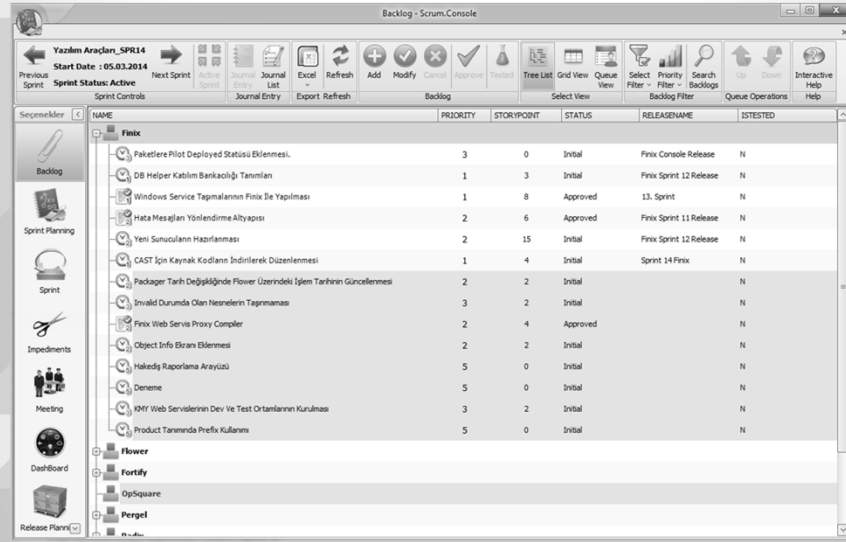 Backlog - Scrum.Console
Previous Sprint
Yazılım Araçları_SPR14
Start Date : 05.03.2014
Sprint Status: Active
Next Sprint
Active Sprint
Sprint Controls
Journal Entry
Journal List
Journal Entry
Excel
Refresh
Export Refresh
Add
Modify
Cancel
Approve
Tested
Backlog
Tree List
Grid View
Queue View
Select View
Select Filter
Priority Filter
Search Backlogs
Backlog Filter
Up
Down
Queue Operations
Interactive Help
Help
Seçenekler
Backlog
Sprint Planning
Sprint
Impediments
Meeting
DashBoard
Release Planni
NAME PRIORITY STORYPOINT STATUS RELEASENAME ISTESTED
Finix
Paketlere Pilot Deployed Statüsü Eklenmesi. 3 0 Initial Finix Console Release N
DB Helper Katılım Bankacılığı Tanımları 1 3 Initial Finix Sprint 12 Release N
Windows Service Taşımalarının Finix İle Yapılması 1 8 Approved 13. Sprint N
Hata Mesajları Yönlendirme Altyapısı 2 6 Approved Finix Sprint 11 Release N
Yeni Sunucuların Hazırlanması 2 15 Initial Finix Sprint 12 Release N
CAST İçin Kaynak Kodların İndirilerek Düzenlenmesi 1 4 Initial Sprint 14 Finix N
Packager Tarih Değişikliğinde Flower Üzerindeki İşlem Tarihinin Güncellenmesi 2 2 Initial N
Invalid Durumda Olan Nesnelerin Taşınmaması 3 2 Initial N
Finix Web Servis Proxy Compiler 2 4 Approved N
Object Info Ekranı Eklenmesi 2 2 Initial N
Hakediş Raporlama Arayüzü 5 0 Initial N
Deneme 5 0 Initial N
KMY Web Servislerinin Dev Ve Test Ortamlarının Kurulması 3 2 Initial N
Product Tanımında Prefix Kullanımı 5 0 Initial N
Flower
Fortify
OpSquare
Pergel